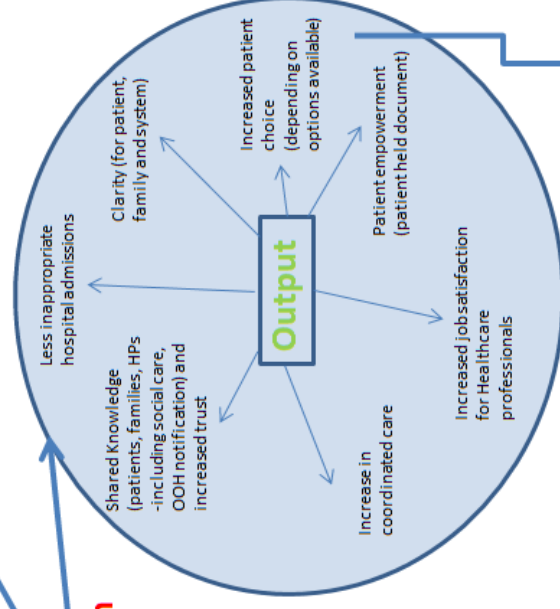 Less inappropriate
hospital admissions
Clarity (for patient,
family and system)
Increased patient
choice
(depending on
options available)
Patient empowerment
(patient held document)
Output
Shared Knowledge
(patients, families, HPs
-including social care,
OOH notification) and
increased trust
Increase in
coordinated care
Increased job satisfaction
for Healthcare
professionals